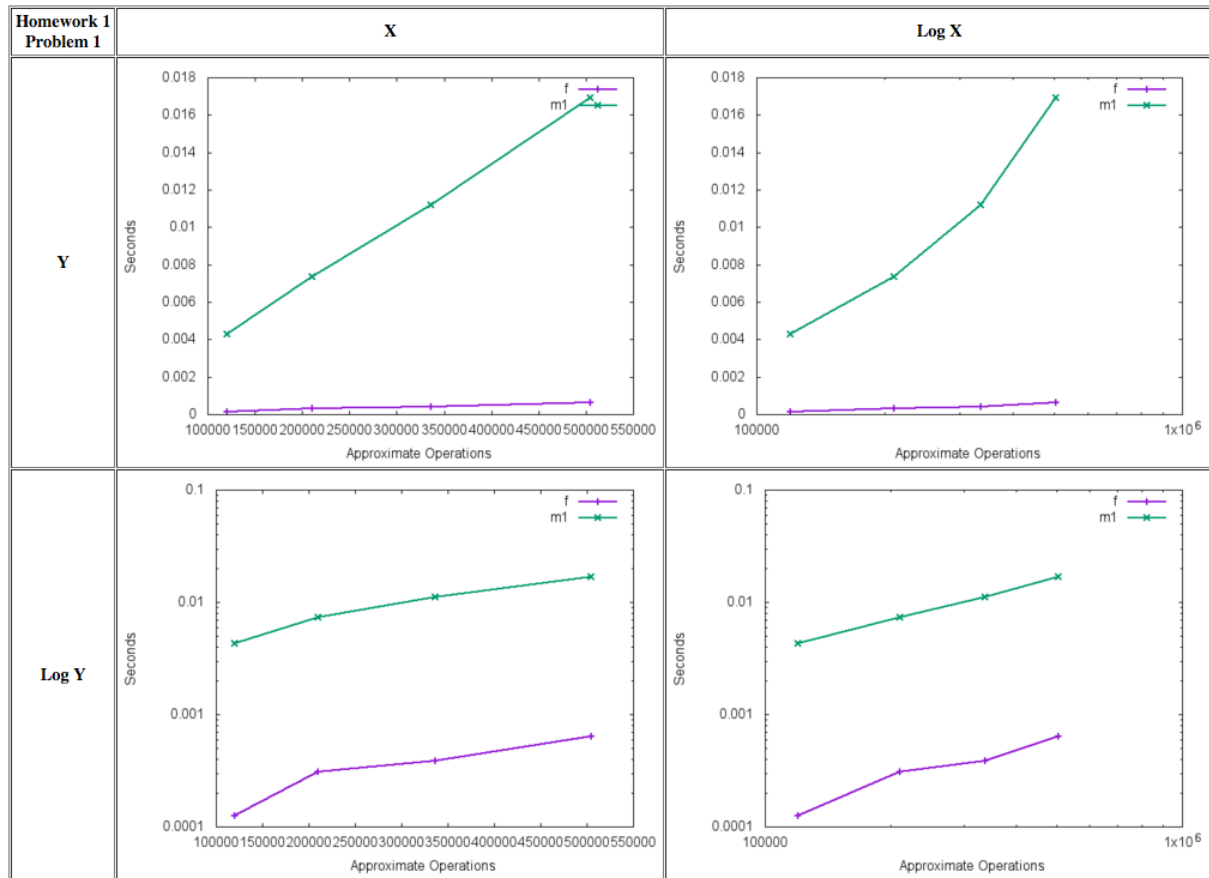 Homework 1
Problem 1
X
Log X
Y
0.018
0.016
0.014
0.012
0.01
0.008
0.006
0.004
0.002
0
Seconds
f
m1
100000 150000 200000 250000 300000 350000 400000 450000 500000 550000
Approximate Operations
0.018
0.016
0.014
0.012
0.01
0.008
0.006
0.004
0.002
0
Seconds
f
m1
100000 1x10⁶
Approximate Operations
Log Y
0.1
0.01
0.001
0.0001
Seconds
f
m1
100000 150000 200000 250000 300000 350000 400000 450000 500000 550000
Approximate Operations
0.1
0.01
0.001
0.0001
Seconds
f
m1
100000 1x10⁶
Approximate Operations